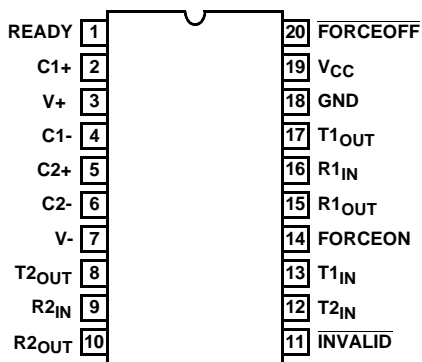 READY 1 20 FORCEOFF
C1+ 2 19 VCC
V+ 3 18 GND
C1- 4 17 T1OUT
C2+ 5 16 R1IN
C2- 6 15 R1OUT
V- 7 14 FORCEON
T2OUT 8 13 T1IN
R2IN 9 12 T2IN
R2OUT 10 11 INVALID